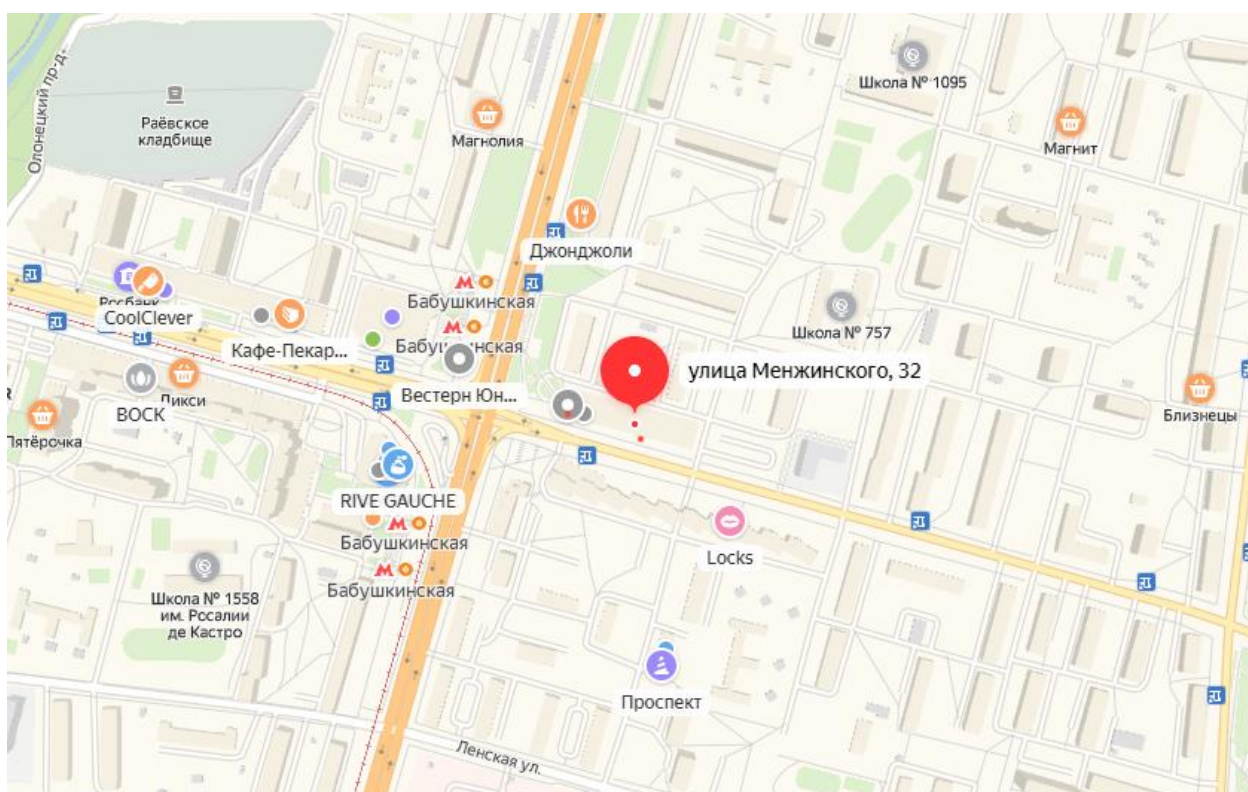 Олонецкий пр-д
Раёвское
кладбище
Магнолия
Школа № 1095
Магнит
Джонджоли
М
Бабушкинская
М
Росбанк
CoolClever
Кафе-Пекар...
Школа № 757
улица Менжинского, 32
Вестерн Юн...
ВОСК
Дикси
Пятёрочка
Близнецы
RIVE GAUCHE
М
Бабушкинская
М
Бабушкинская
Locks
Школа № 1558
им. Росалии
де Кастро
Проспект
Ленская ул.